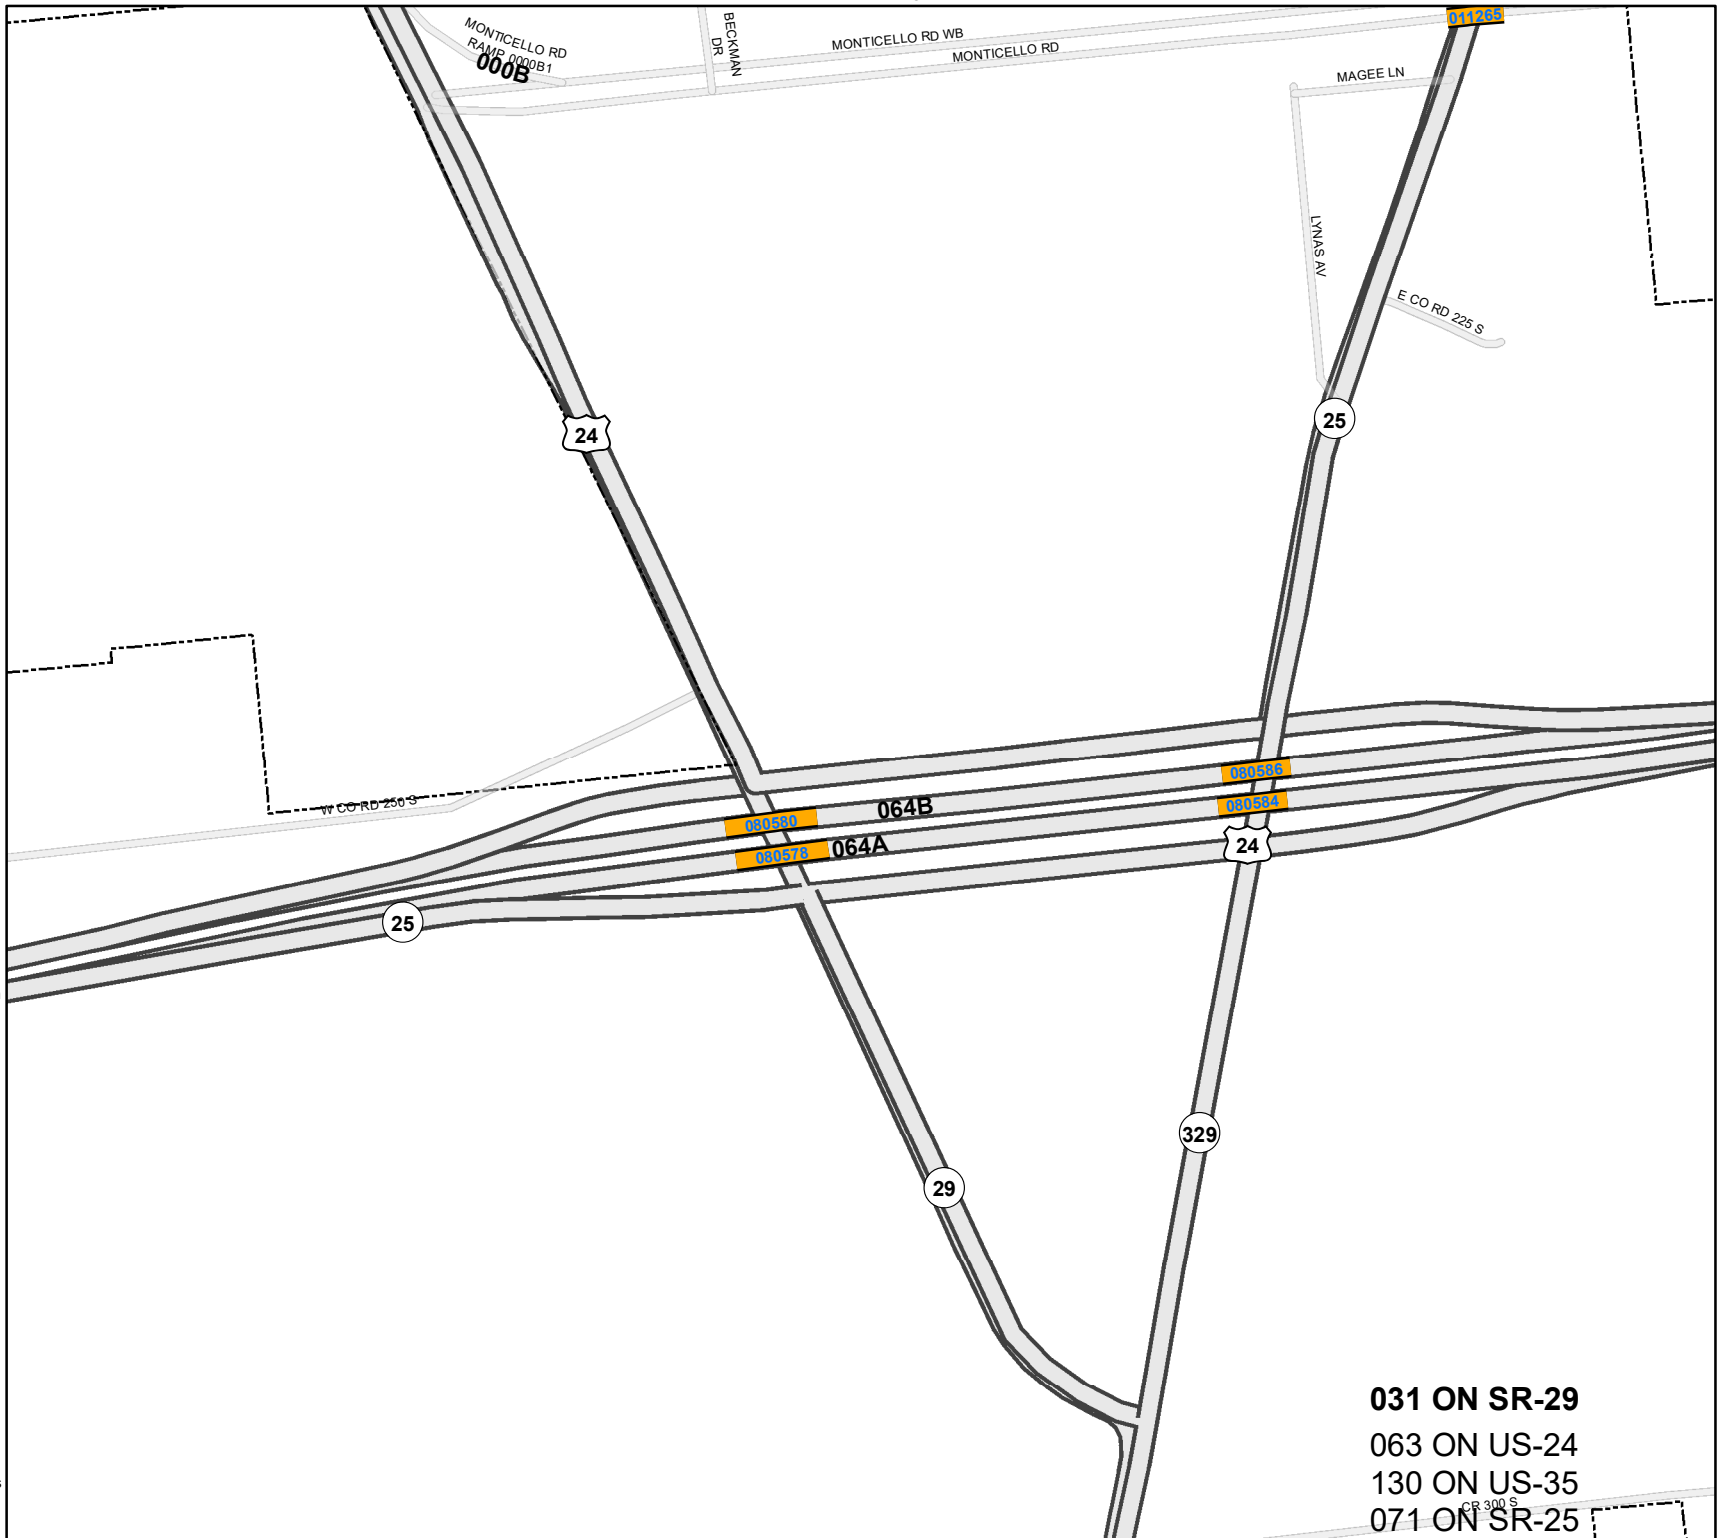 011265
MONTICELLO RD
RAMP 0000B1
000B
BECKMAN
DR
MONTICELLO RD WB
MONTICELLO RD
MAGEE LN
LYNAS AV
E CO RD 225 S
24
25
W CO RD 250 S
080586
080584
064B
080580
064A
080578
24
25
329
29
031 ON SR-29
063 ON US-24
130 ON US-35
CR 300 S
071 ON SR-25